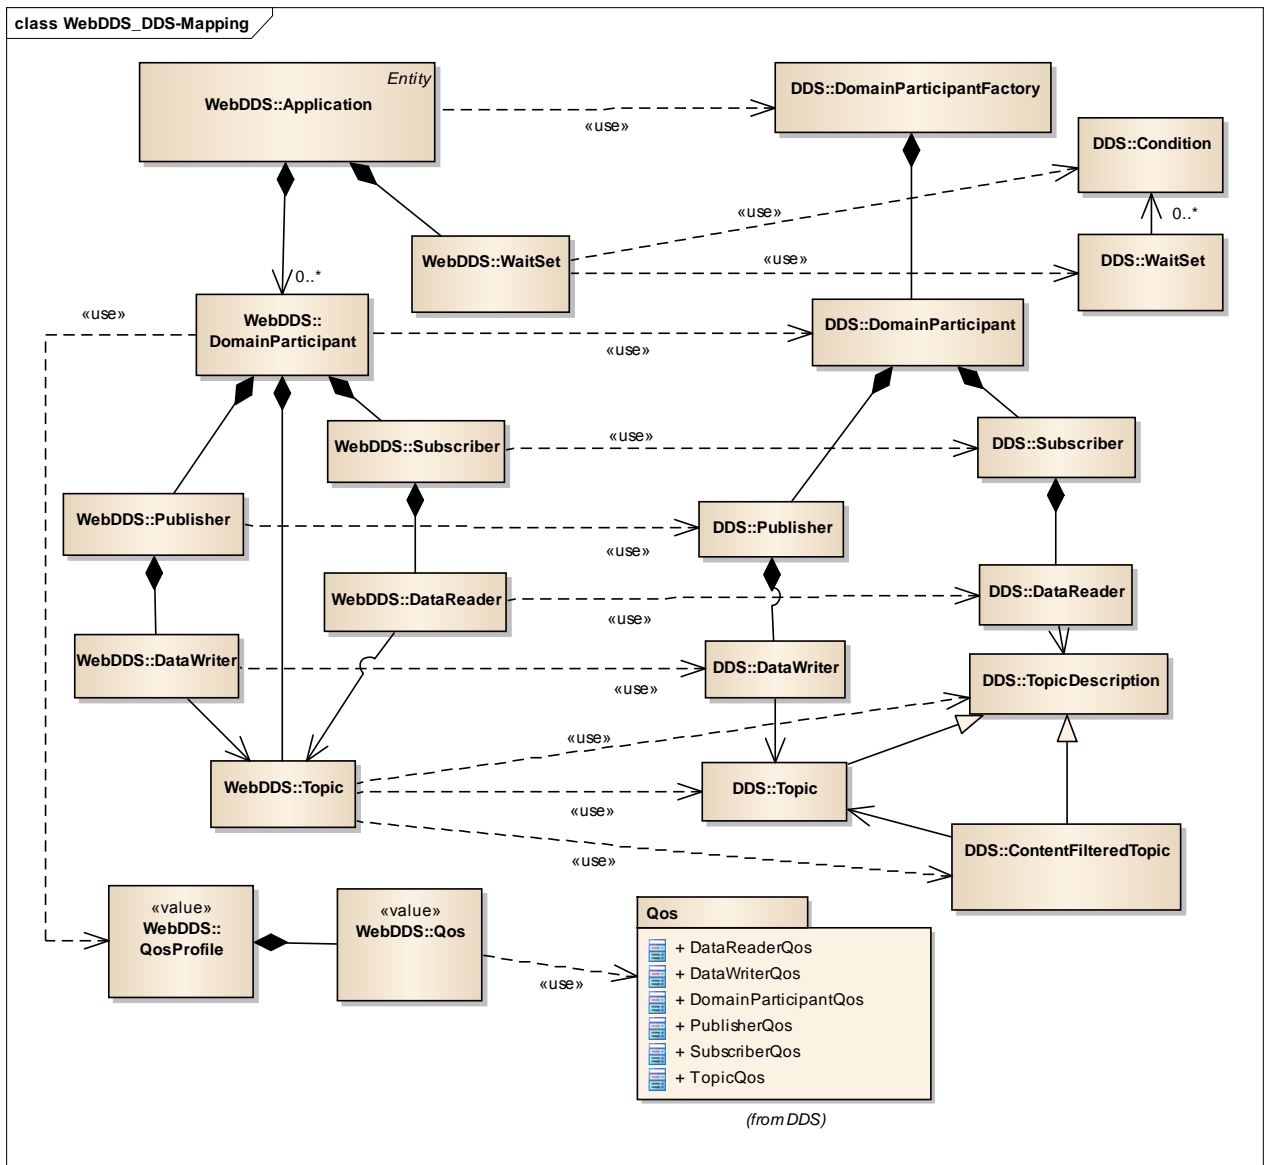 class WebDDS_DDS-Mapping
Entity
WebDDS::Application
DDS::DomainParticipantFactory
«use»
DDS::Condition
«use»
0..*
WebDDS::WaitSet
«use»
DDS::WaitSet
0..*
«use»
WebDDS::
DomainParticipant
DDS::DomainParticipant
«use»
WebDDS::Subscriber
«use»
DDS::Subscriber
WebDDS::Publisher
DDS::Publisher
«use»
WebDDS::DataReader
DDS::DataReader
«use»
WebDDS::DataWriter
DDS::DataWriter
«use»
DDS::TopicDescription
«use»
WebDDS::Topic
DDS::Topic
«use»
DDS::ContentFilteredTopic
«use»
«value»
WebDDS::
QosProfile
«value»
WebDDS::Qos
«use»
Qos
+ DataReaderQos
+ DataWriterQos
+ DomainParticipantQos
+ PublisherQos
+ SubscriberQos
+ TopicQos
(from DDS)